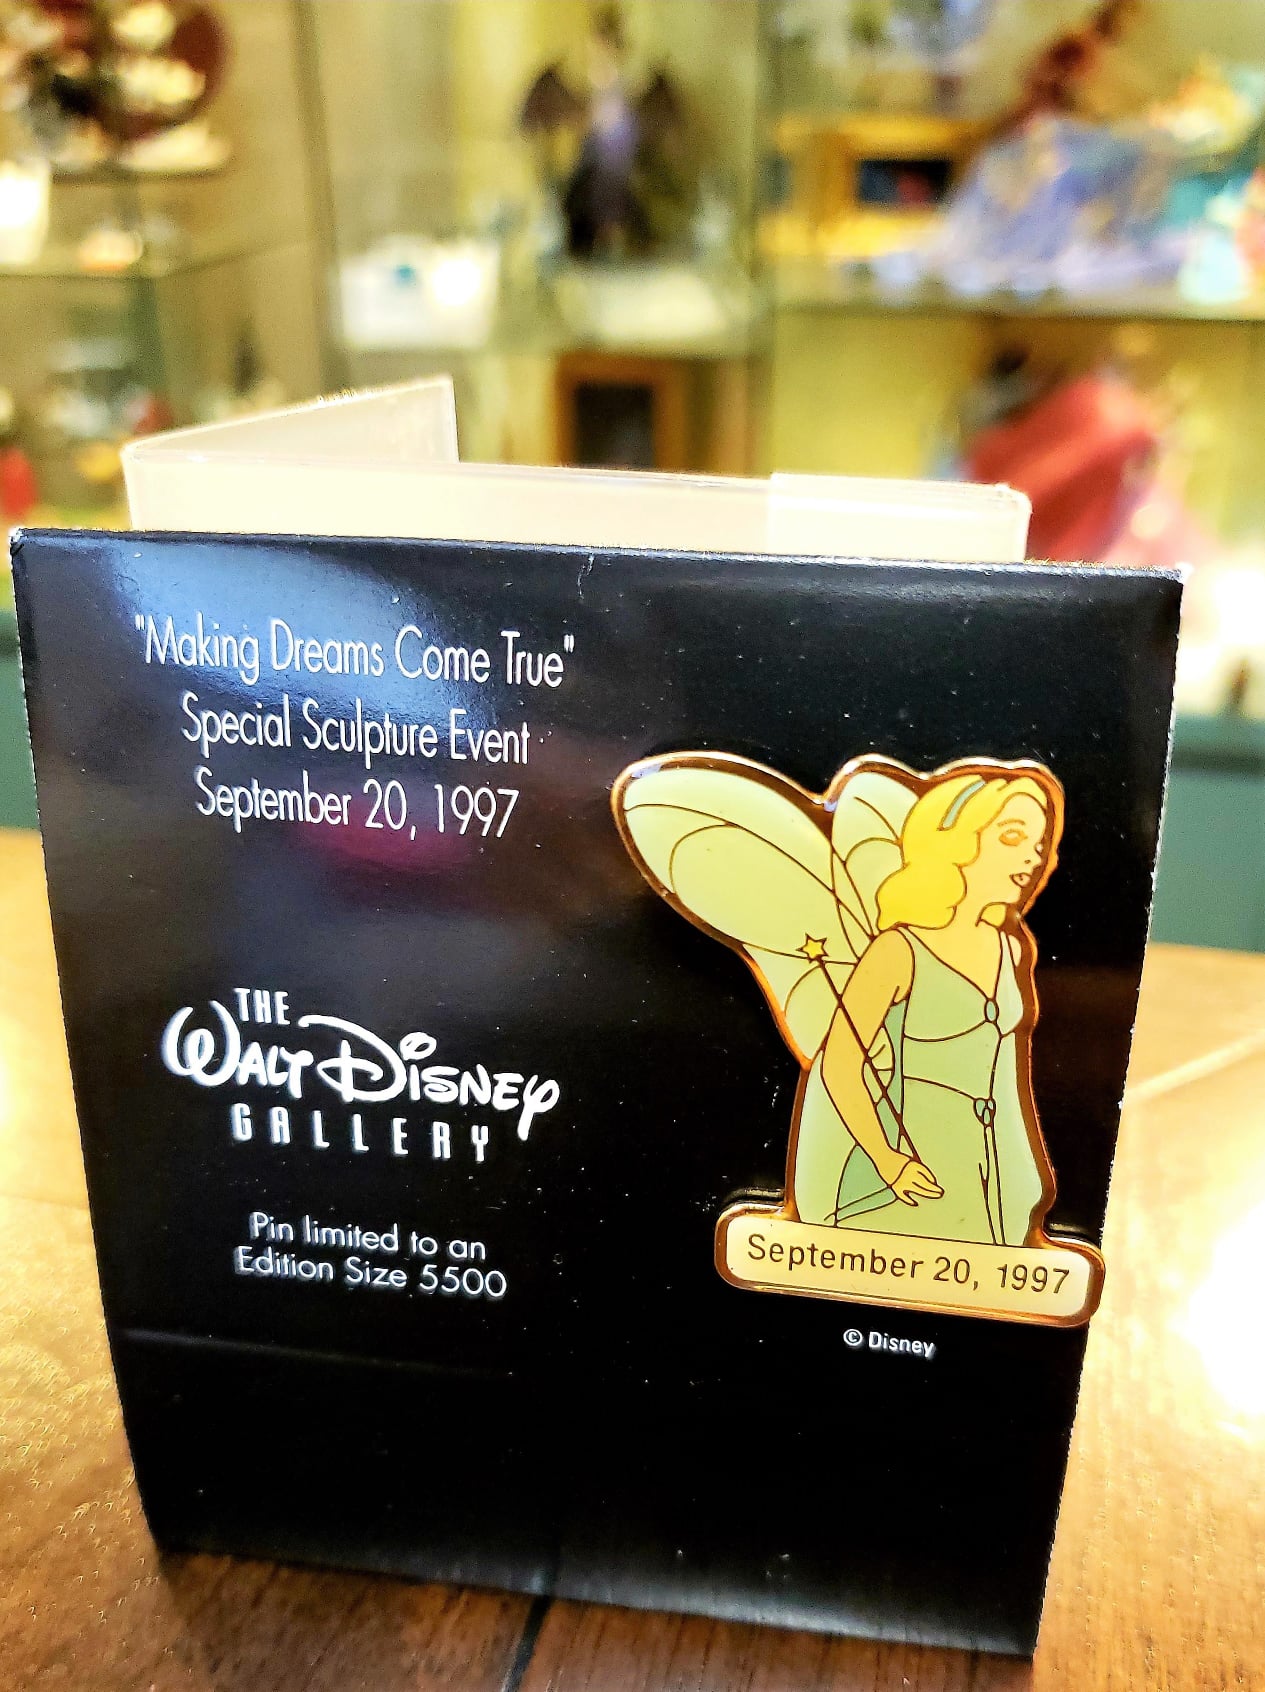 "Making Dreams Come True"
Special Sculpture Event
September 20, 1997
THE
WALT DISNEY
GALLERY
Pin limited to an
Edition Size 5500
September 20, 1997
© Disney